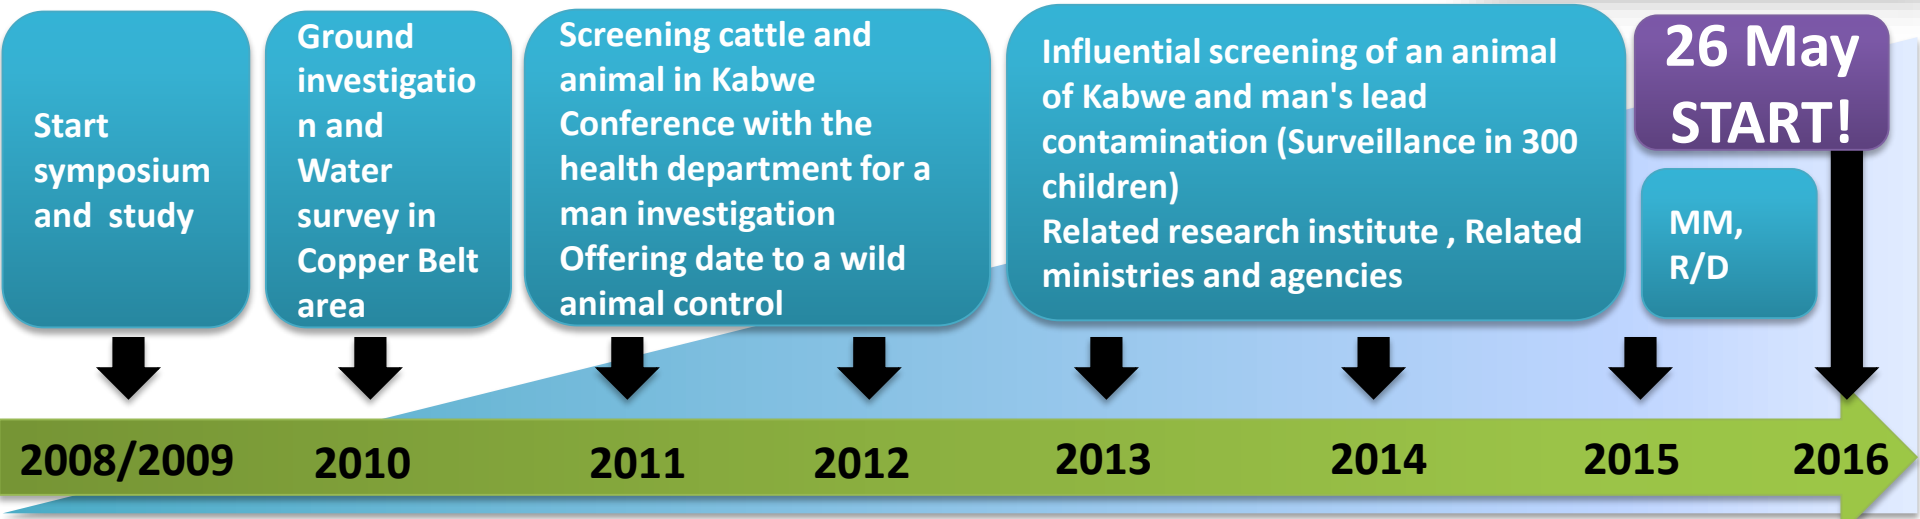 Start
symposium
and study
Ground
investigatio
n and
Water
survey in
Copper Belt
area
Screening cattle and
animal in Kabwe
Conference with the
health department for a
man investigation
Offering date to a wild
animal control
Influential screening of an animal
of Kabwe and man's lead
contamination (Surveillance in 300
children)
Related research institute , Related
ministries and agencies
26 May
START!
MM,
R/D
2008/2009
2010
2011
2012
2013
2014
2015
2016